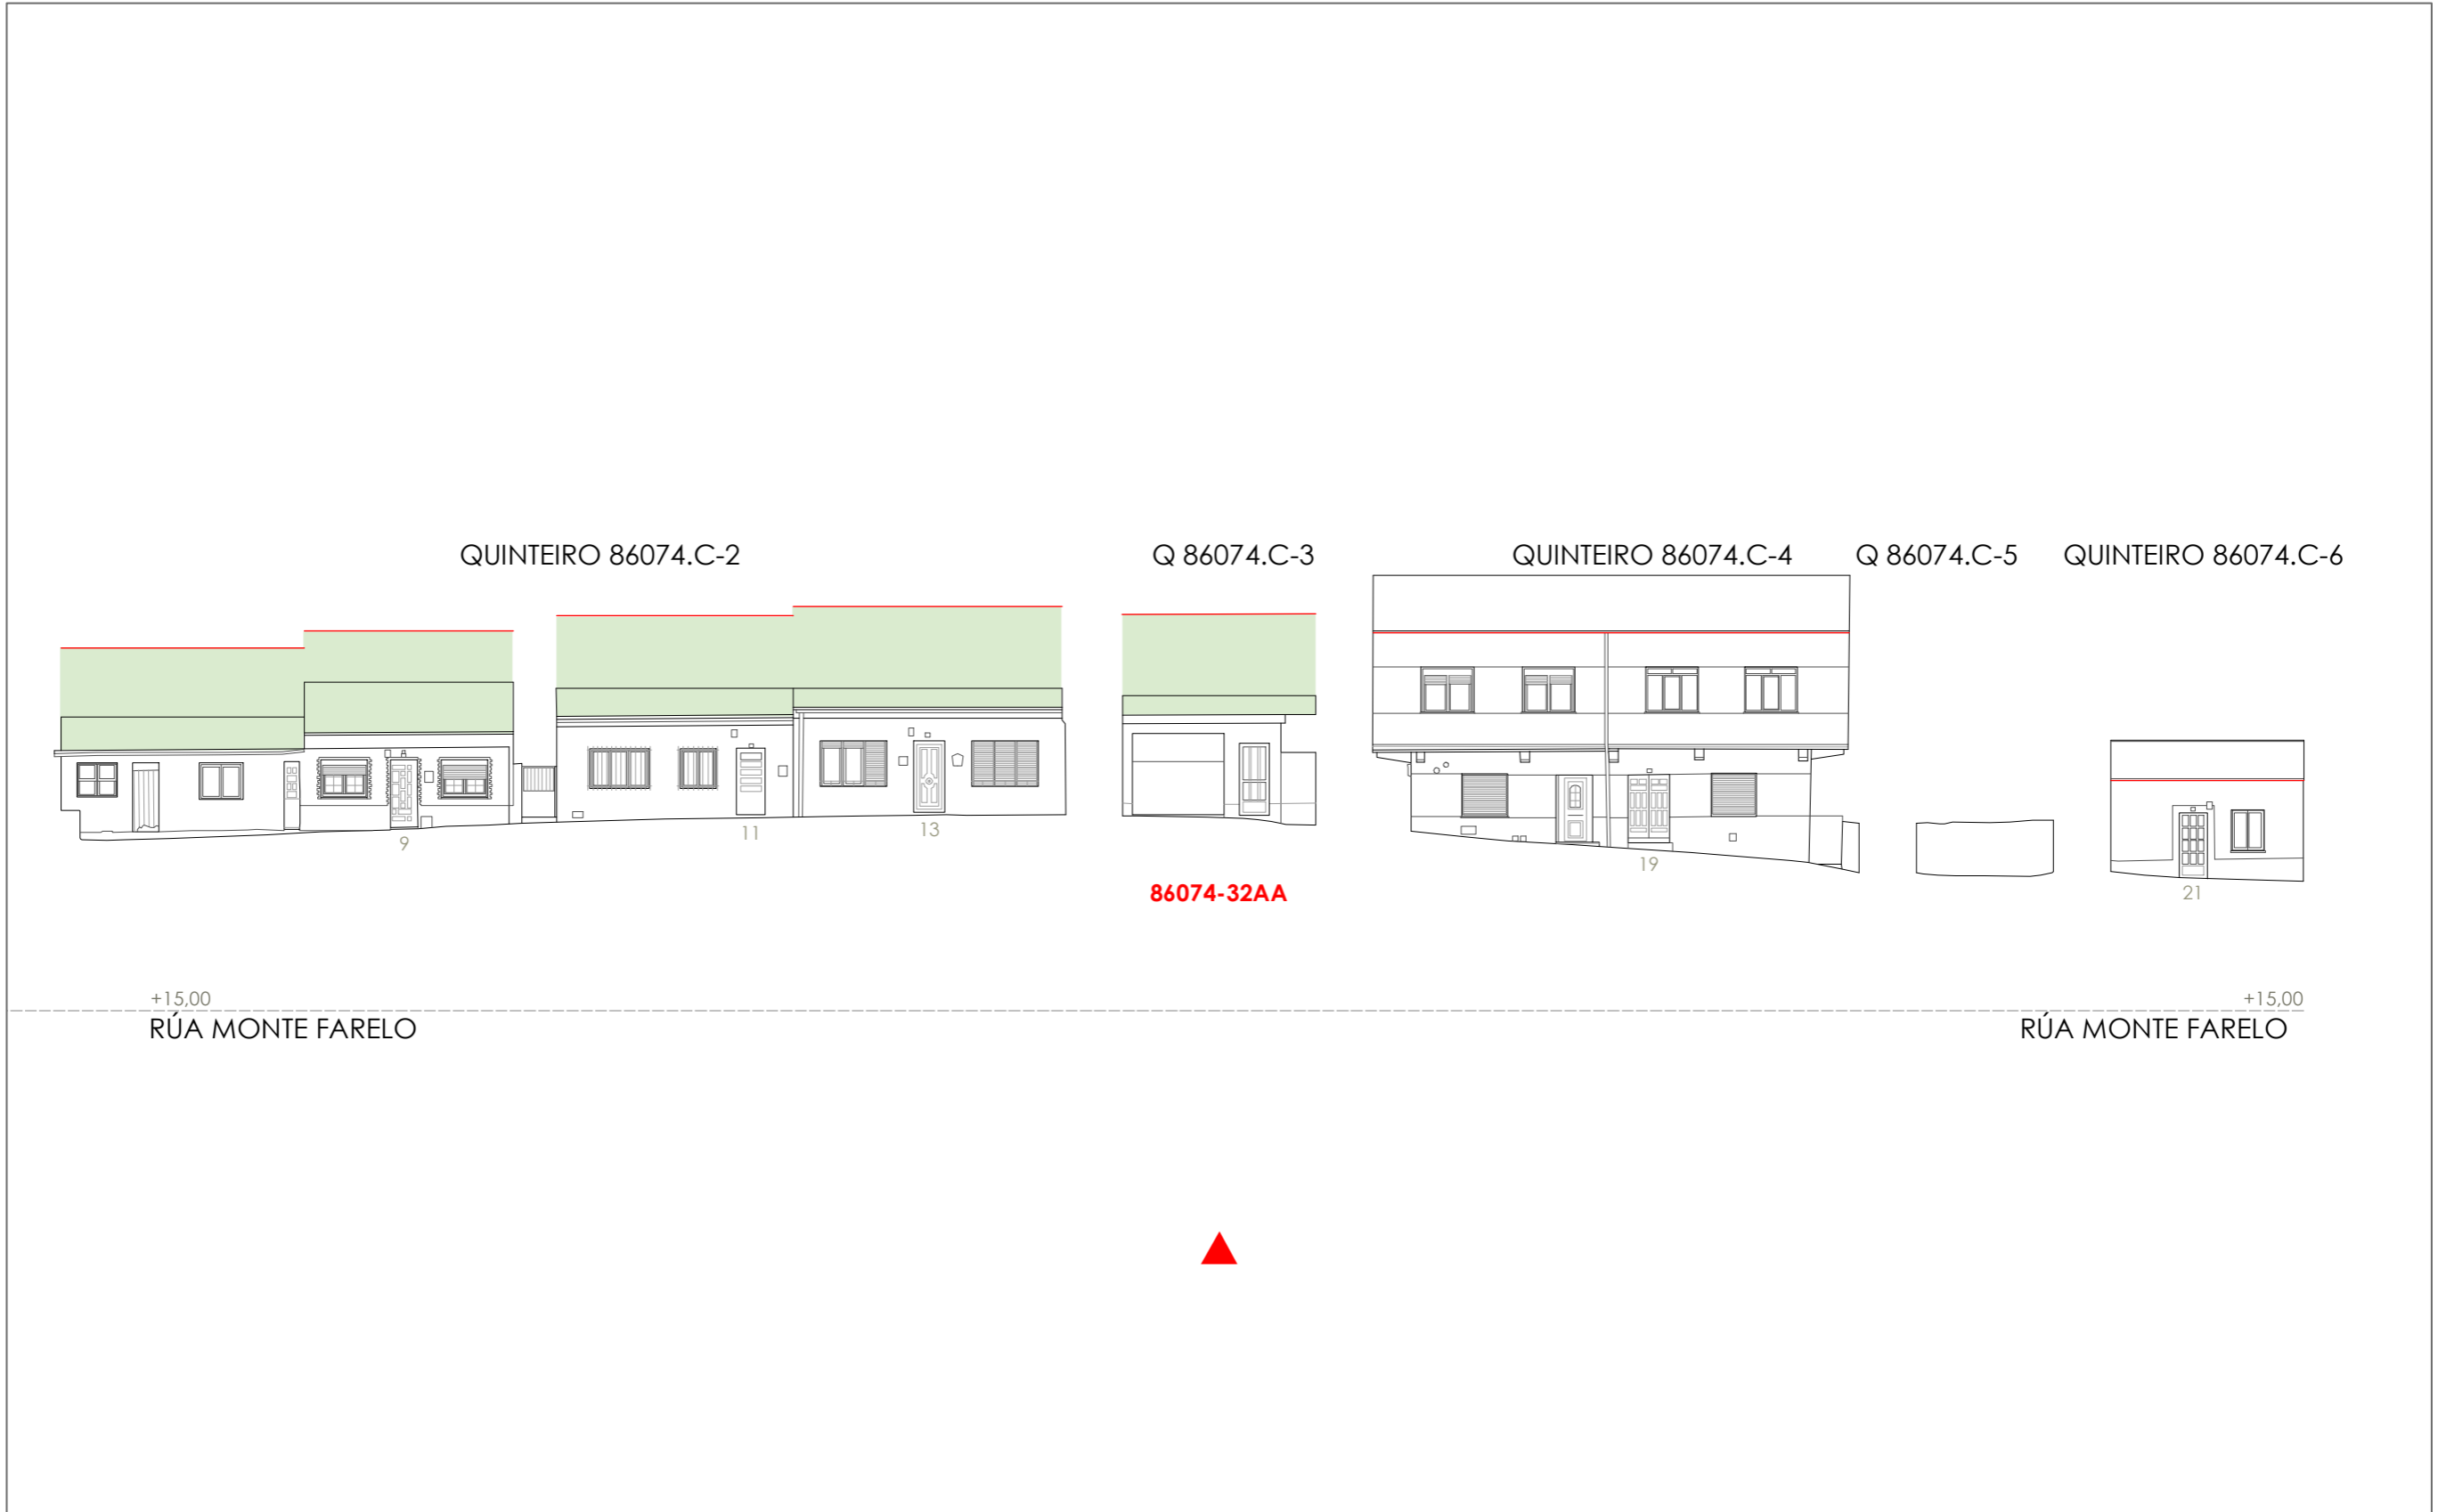 QUINTEIRO 86074.C-2
Q 86074.C-3
QUINTEIRO 86074.C-4
Q 86074.C-5
QUINTEIRO 86074.C-6
9
11
13
19
21
86074-32AA
+15,00
+15,00
RÚA MONTE FARELO
RÚA MONTE FARELO